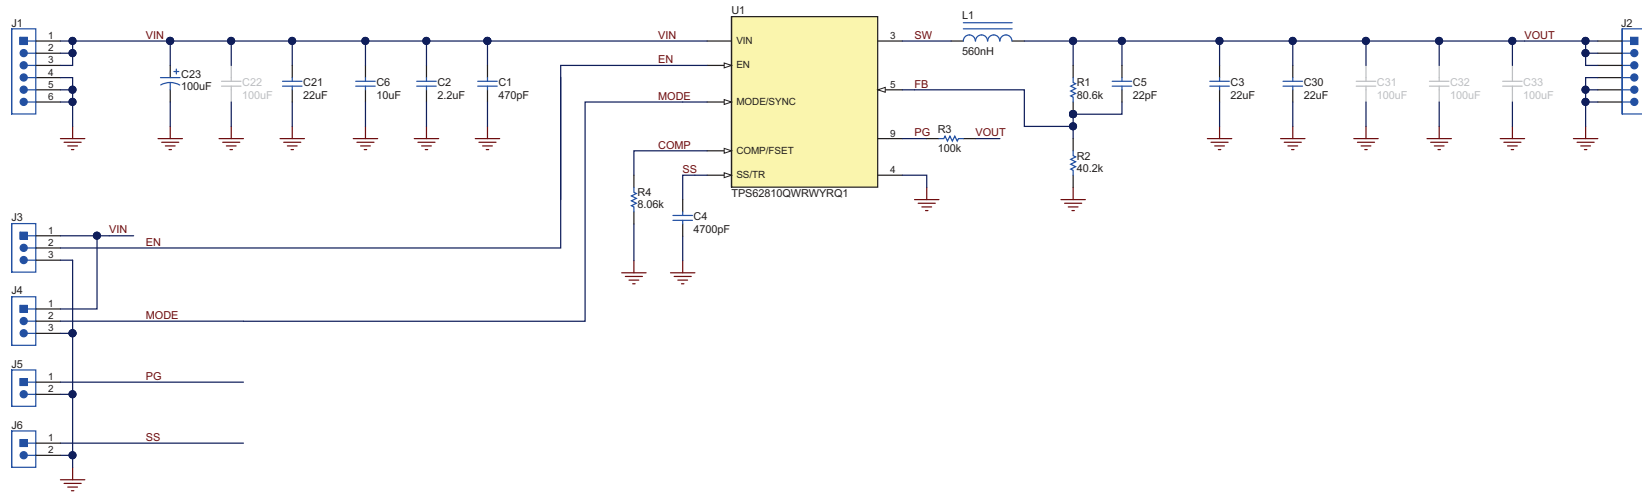 J1
1
2
3
4
5
6
VIN
C23
100uF
C22
100uF
C21
22uF
C6
10uF
C2
2.2uF
C1
470pF
VIN
EN
MODE
COMP
SS
R4
8.06k
C4
4700pF
U1
VIN
EN
MODE/SYNC
COMP/FSET
SS/TR
TPS62810QWRWYRQ1
3
SW
5
FB
9
PG
4
L1
560nH
R3
100k
VOUT
R1
80.6k
C5
22pF
R2
40.2k
C3
22uF
C30
22uF
C31
100uF
C32
100uF
C33
100uF
VOUT
J2
J3
1
2
3
VIN
EN
J4
1
2
3
MODE
J5
1
2
PG
J6
1
2
SS